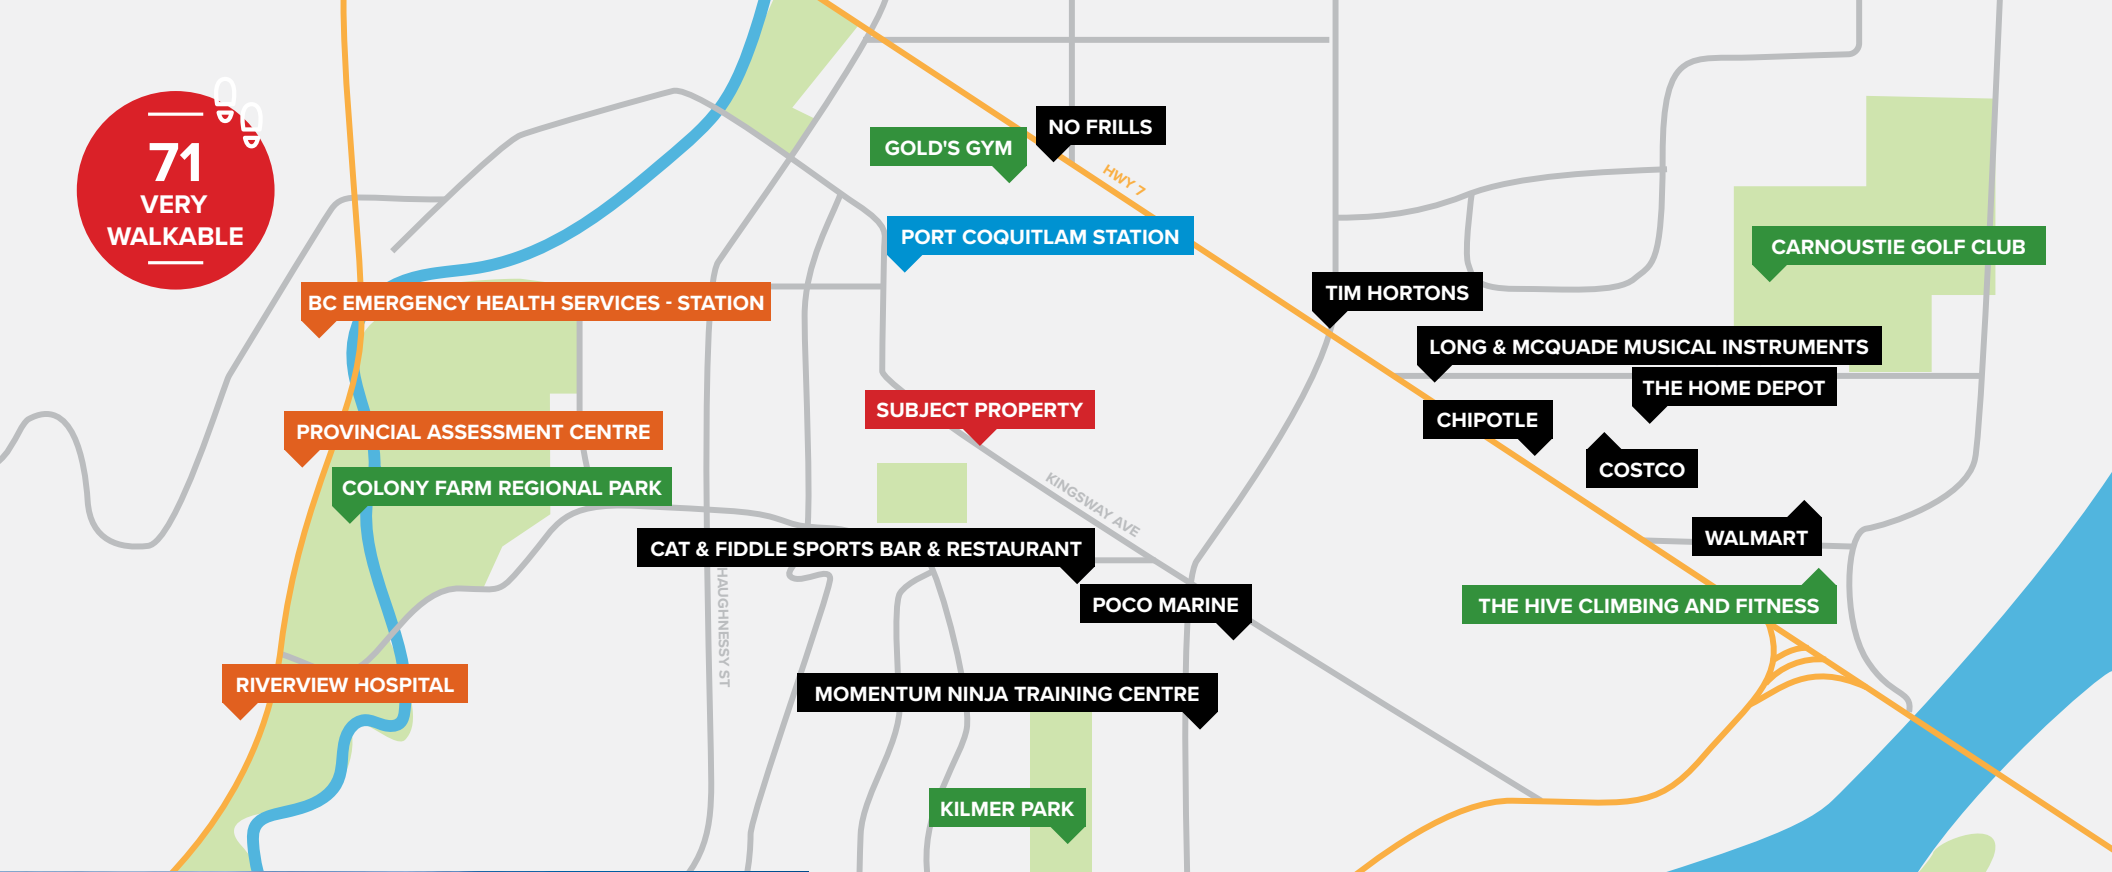 71
VERY
WALKABLE
NO FRILLS
GOLD'S GYM
HWY 7
PORT COQUITLAM STATION
CARNOUSTIE GOLF CLUB
BC EMERGENCY HEALTH SERVICES - STATION
TIM HORTONS
LONG & MCQUADE MUSICAL INSTRUMENTS
THE HOME DEPOT
SUBJECT PROPERTY
CHIPOTLE
PROVINCIAL ASSESSMENT CENTRE
COSTCO
COLONY FARM REGIONAL PARK
KINGSWAY AVE
WALMART
CAT & FIDDLE SPORTS BAR & RESTAURANT
POCO MARINE
THE HIVE CLIMBING AND FITNESS
HAUGHNESSY ST
RIVERVIEW HOSPITAL
MOMENTUM NINJA TRAINING CENTRE
KILMER PARK